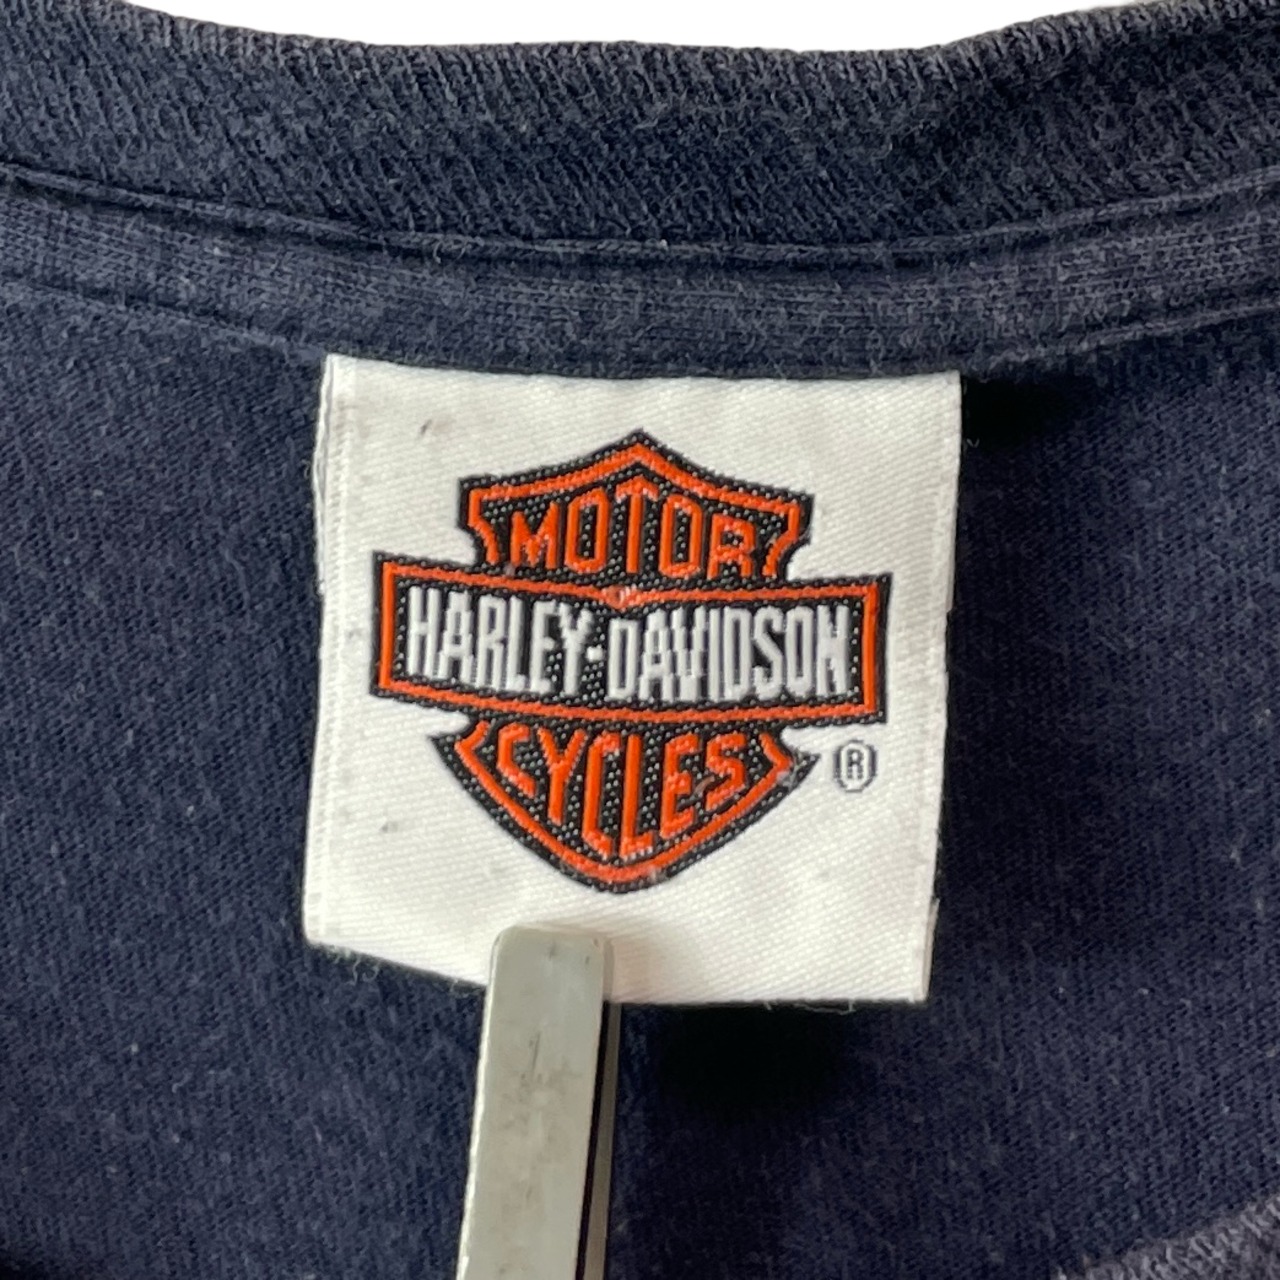 MOTOR
HARLEY-DAVIDSON
CYCLES
®